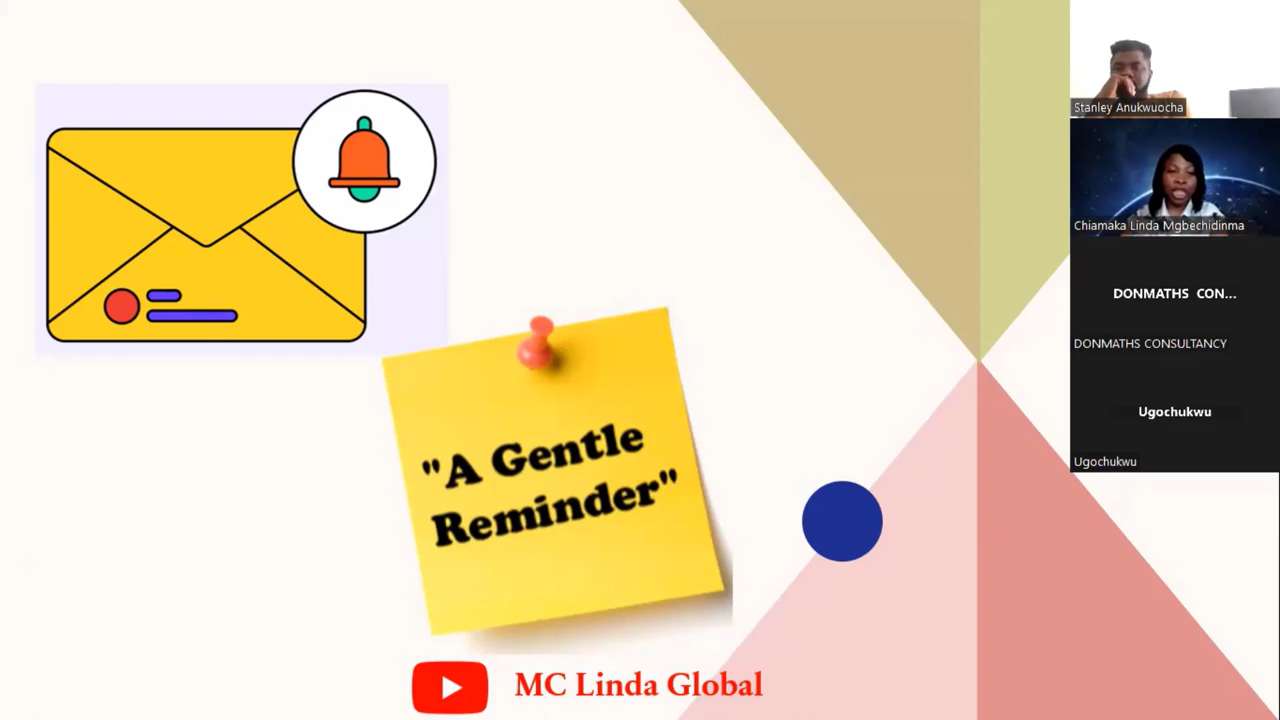 "A Gentle
Reminder"
MC Linda Global
Stanley Anukwuocha
Chiamaka Linda Mgbechidinma
DONMATHS CON...
DONMATHS CONSULTANCY
Ugochukwu
Ugochukwu